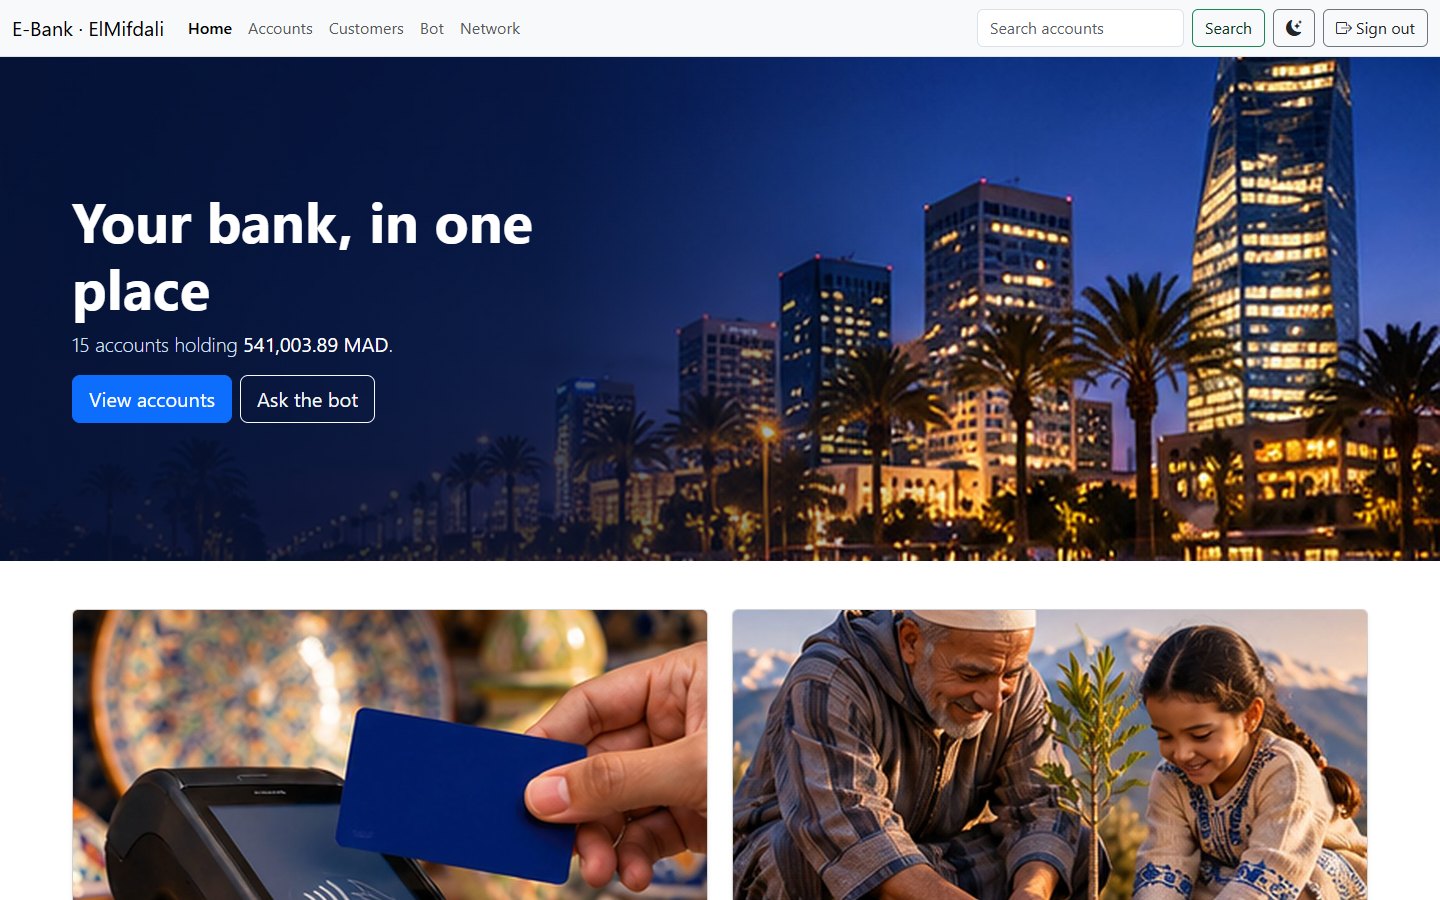 E-Bank · ElMifdali
Home
Accounts
Customers
Bot
Network
Search accounts
Search
Sign out
Your bank, in one
place
15 accounts holding 541,003.89 MAD.
View accounts
Ask the bot